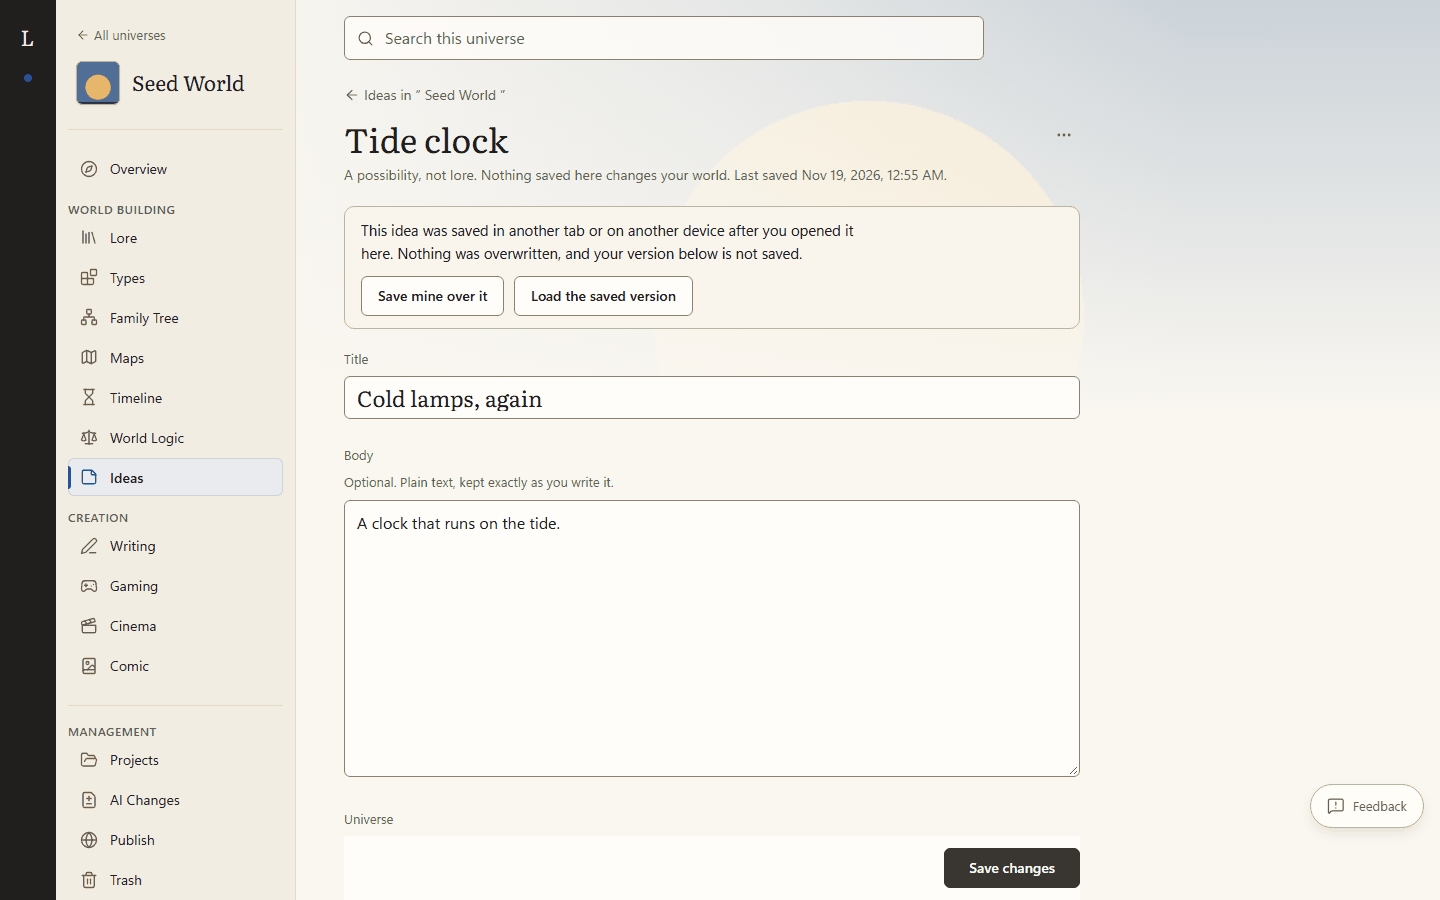 L
All universes
Seed World
Overview
WORLD BUILDING
Lore
Types
Family Tree
Maps
Timeline
World Logic
Ideas
CREATION
Writing
Gaming
Cinema
Comic
MANAGEMENT
Projects
AI Changes
Publish
Trash
Search this universe
Ideas in “ Seed World ”
Tide clock
A possibility, not lore. Nothing saved here changes your world. Last saved Nov 19, 2026, 12:55 AM.
This idea was saved in another tab or on another device after you opened it
here. Nothing was overwritten, and your version below is not saved.
Save mine over it
Load the saved version
Title
Cold lamps, again
Body
Optional. Plain text, kept exactly as you write it.
A clock that runs on the tide.
Universe
Save changes
Feedback